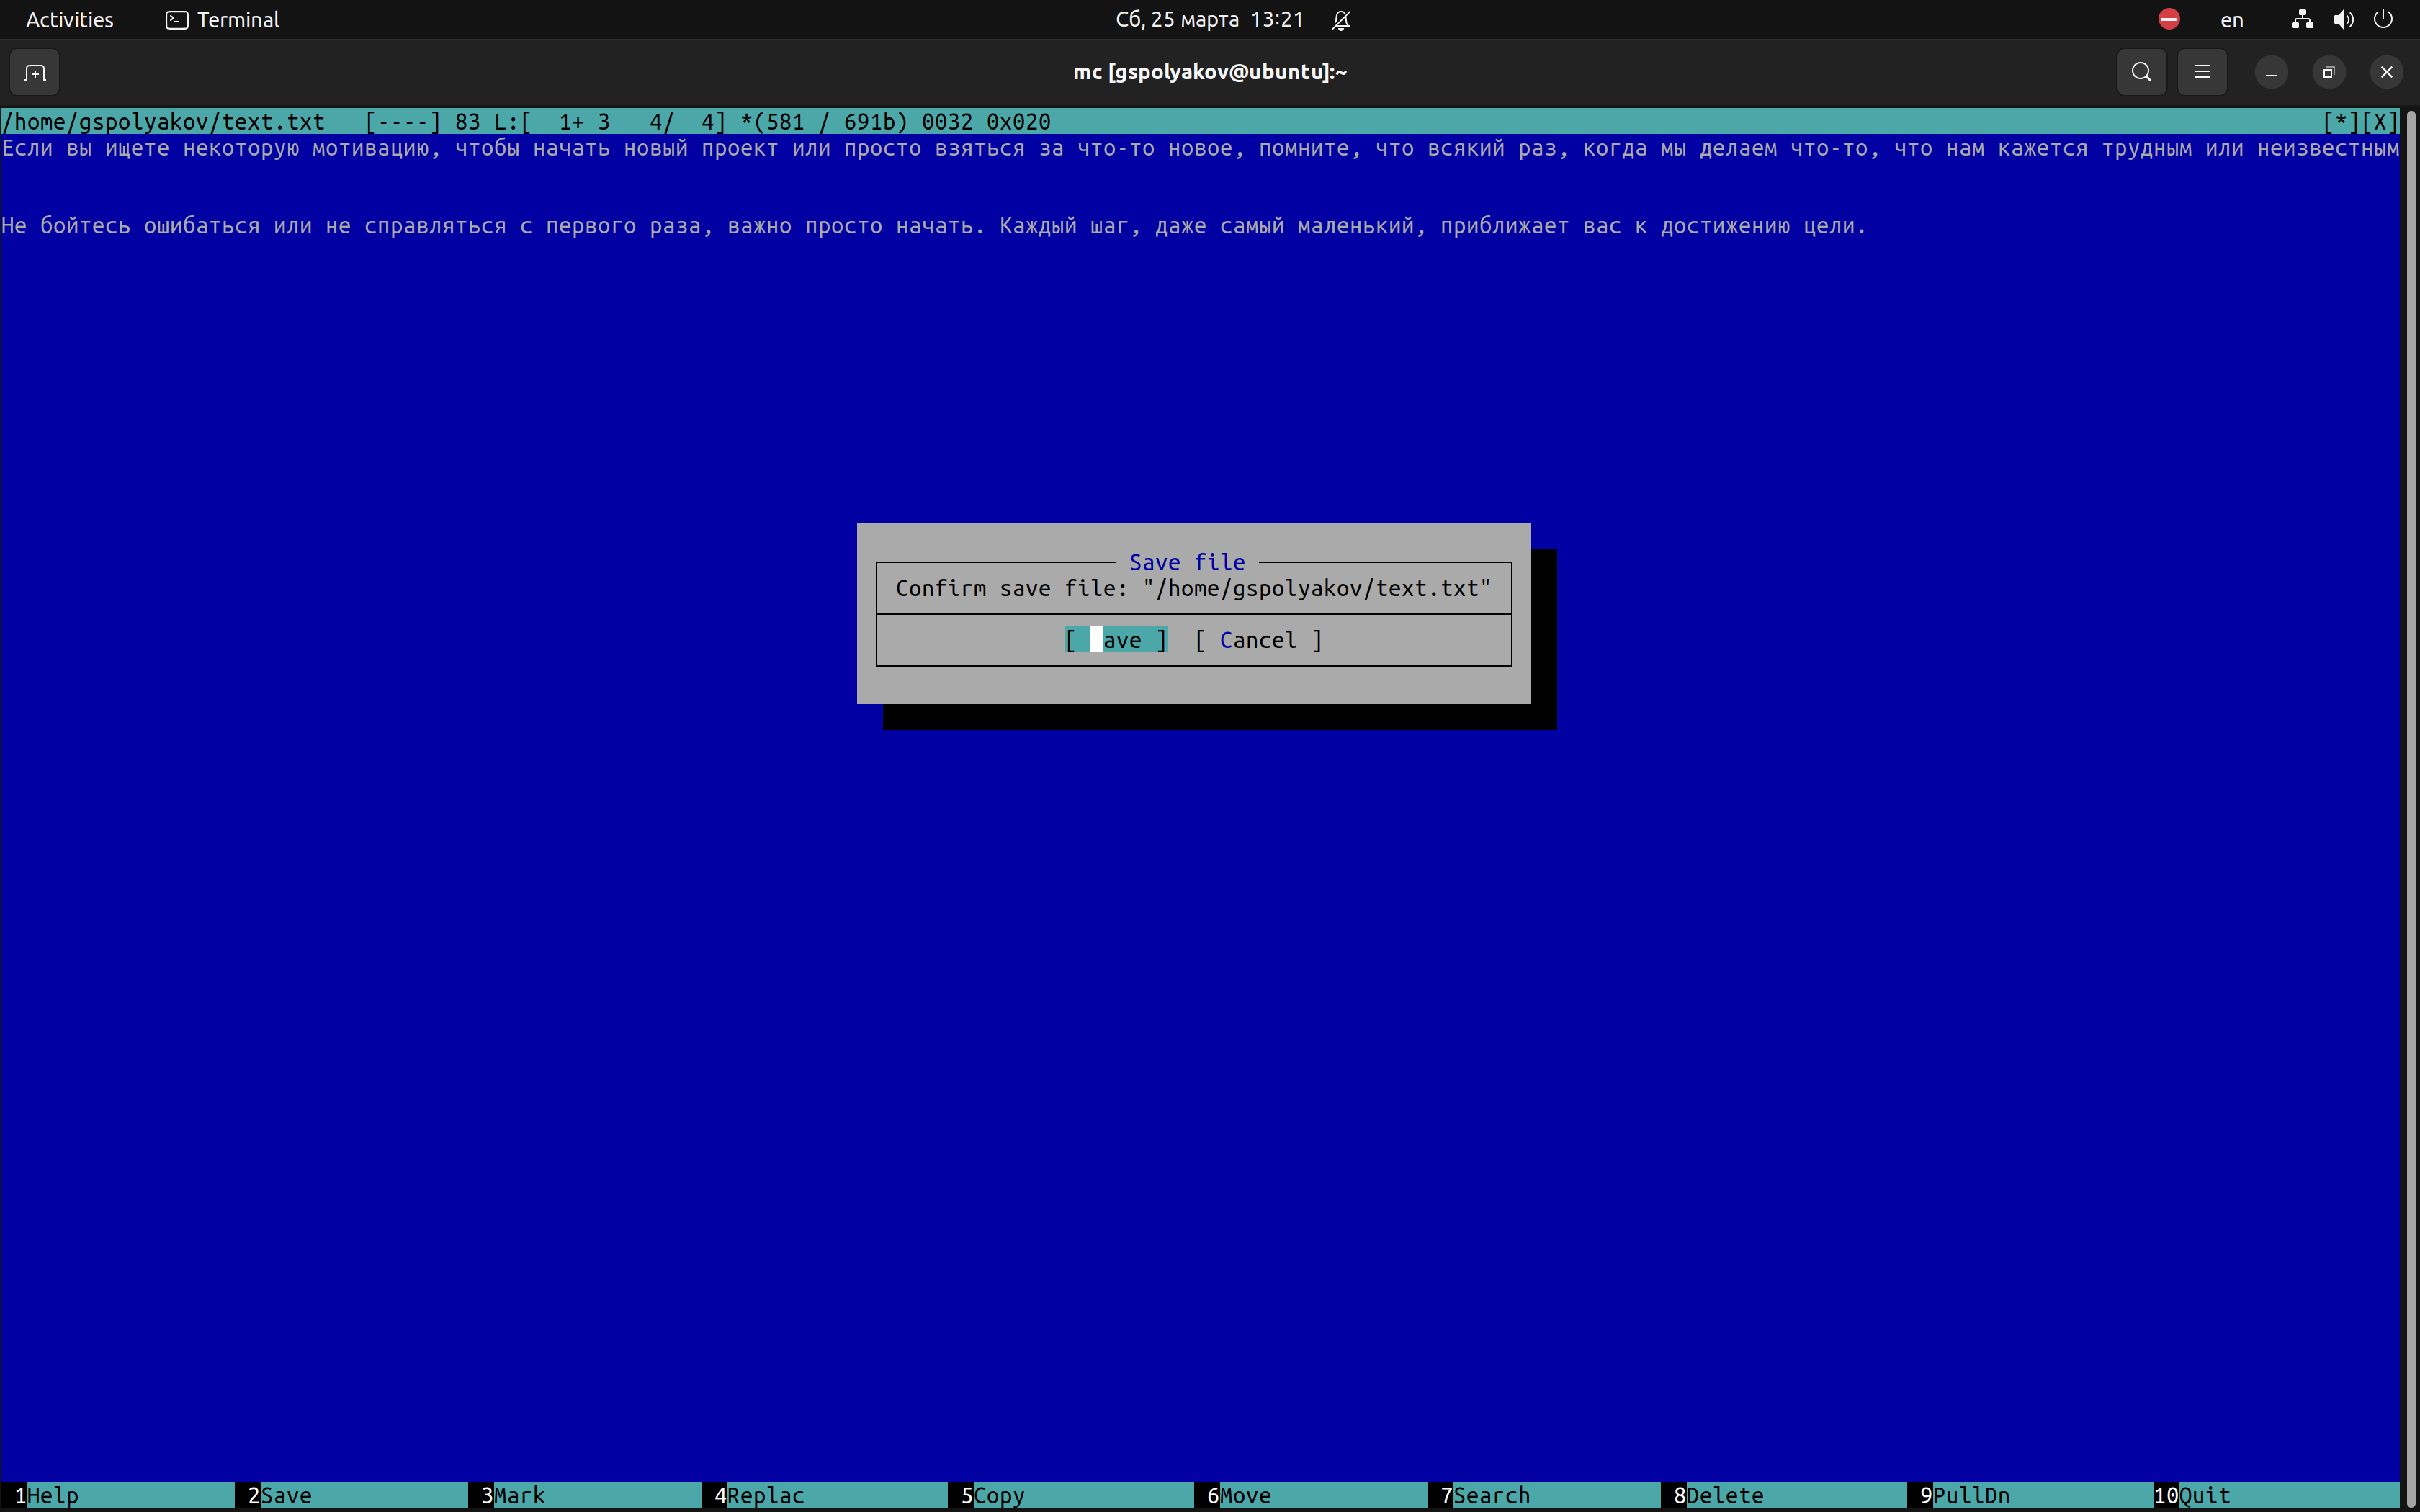 Activities Terminal Сб, 25 марта 13:21 en
mc [gspolyakov@ubuntu]:~
/home/gspolyakov/text.txt [----] 83 L:[ 1+ 3 4/ 4] *(581 / 691b) 0032 0x020 [*][X]
Если вы ищете некоторую мотивацию, чтобы начать новый проект или просто взяться за что-то новое, помните, что всякий раз, когда мы делаем что-то, что нам кажется трудным или неизвестным
Не бойтесь ошибаться или не справляться с первого раза, важно просто начать. Каждый шаг, даже самый маленький, приближает вас к достижению цели.
Save file
Confirm save file: "/home/gspolyakov/text.txt"
[ ave ] [ Cancel ]
1Help 2Save 3Mark 4Replac 5Copy 6Move 7Search 8Delete 9PullDn 10Quit